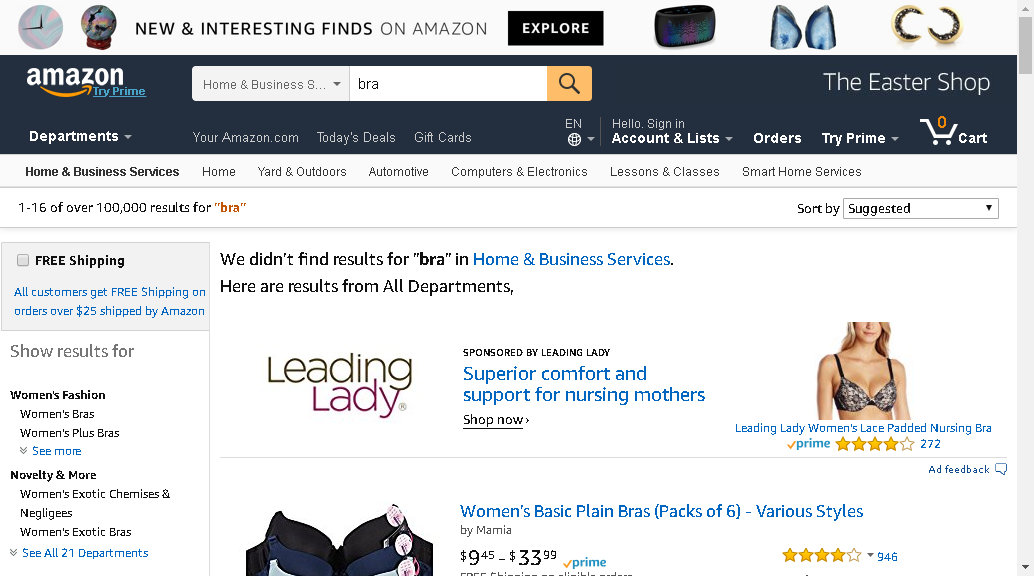 NEW & INTERESTING FINDS ON AMAZON EXPLORE
amazon
Try Prime
Home & Business S...
bra
The Easter Shop
Departments
Your Amazon.com Today's Deals Gift Cards
EN
Hello. Sign in
Account & Lists
Orders
Try Prime
0
Cart
Home & Business Services Home Yard & Outdoors Automotive Computers & Electronics Lessons & Classes Smart Home Services
1-16 of over 100,000 results for "bra"
Sort by Suggested
FREE Shipping
All customers get FREE Shipping on
orders over $25 shipped by Amazon
Show results for
Women's Fashion
Women's Bras
Women's Plus Bras
See more
Novelty & More
Women's Exotic Chemises &
Negligees
Women's Exotic Bras
See All 21 Departments
We didn't find results for "bra" in Home & Business Services.
Here are results from All Departments,
Leading
Lady®
SPONSORED BY LEADING LADY
Superior comfort and
support for nursing mothers
Shop now ›
Leading Lady Women's Lace Padded Nursing Bra
prime 272
Ad feedback
Women's Basic Plain Bras (Packs of 6) - Various Styles
by Mamia
$9 45 - $33 99 prime
946
FREE Shipping on eligible orders